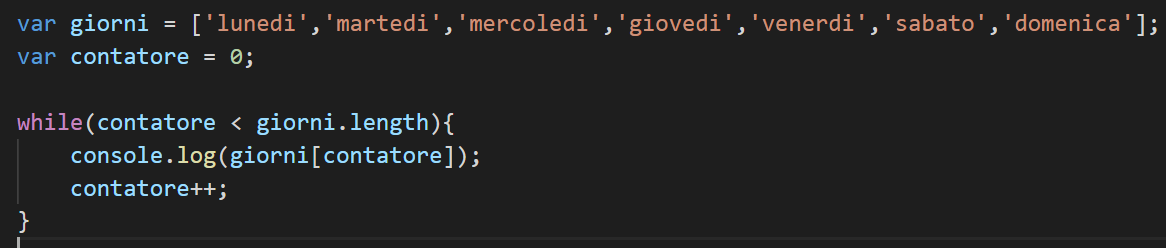 var giorni = ['lunedi','martedi','mercoledi','giovedi','venerdi','sabato','domenica'];
var contatore = 0;
while(contatore < giorni.length){
    console.log(giorni[contatore]);
    contatore++;
}